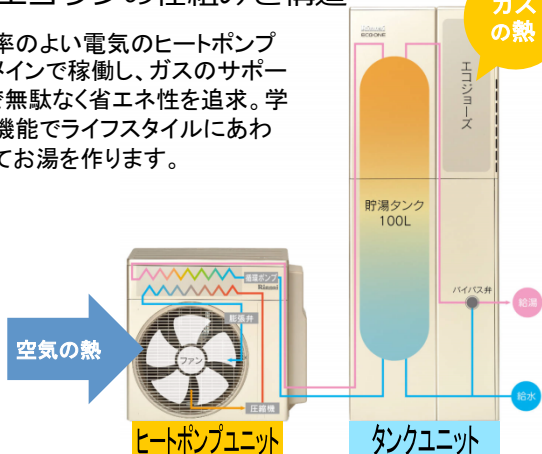 エコワンの仕組みと構造
率のよい電気のヒートポンプ
メインで稼働し、ガスのサポー
で無駄なく省エネ性を追求。学
機能でライフスタイルにあわ
てお湯を作ります。
ガス
の熱
Rinnai
ECO ONE
エコジョーズ
貯湯タンク
100L
循環ポンプ
Rinnai
バイパス弁
給湯
膨張弁
空気の熱
ファン
給水
圧縮機
ヒートポンプユニット
タンクユニット